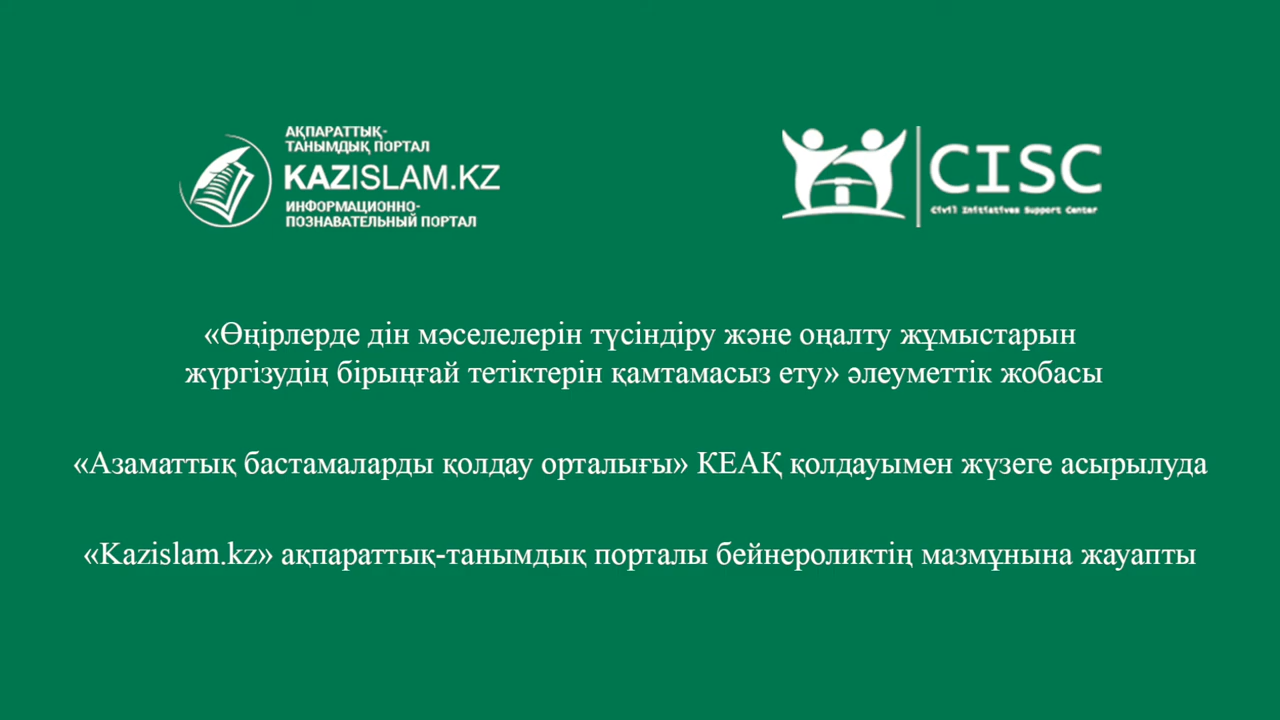 АҚПАРАТТЫҚ-
ТАНЫМДЫҚ ПОРТАЛ
KAZISLAM.KZ
ИНФОРМАЦИОННО-
ПОЗНАВАТЕЛЬНЫЙ ПОРТАЛ
CISC
Civil Initiatives Support Center
«Өңірлерде дін мәселелерін түсіндіру және оңалту жұмыстарын
жүргізудің бірыңғай тетіктерін қамтамасыз ету» әлеуметтік жобасы
«Азаматтық бастамаларды қолдау орталығы» КЕАҚ қолдауымен жүзеге асырылуда
«Kazislam.kz» ақпараттық-танымдық порталы бейнероликтің мазмұнына жауапты